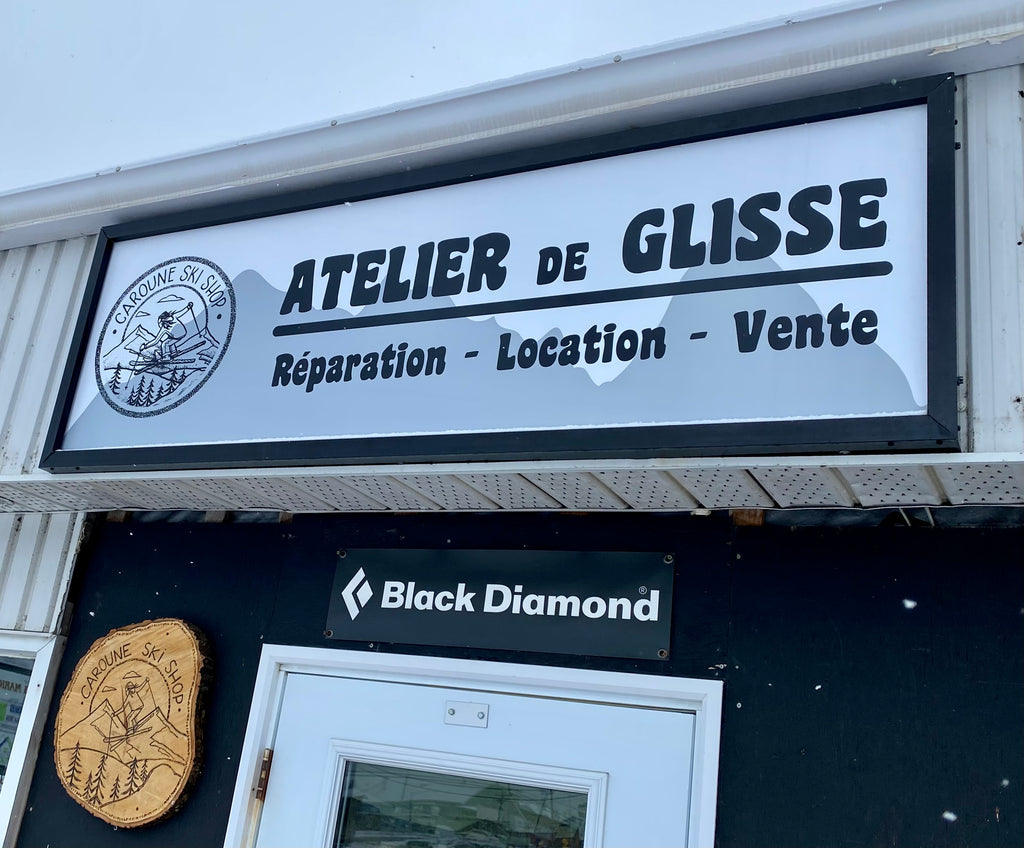 CAROUNE SKI SHOP
ATELIER DE GLISSE
Réparation - Location - Vente
Black Diamond®
CAROUNE SKI SHOP